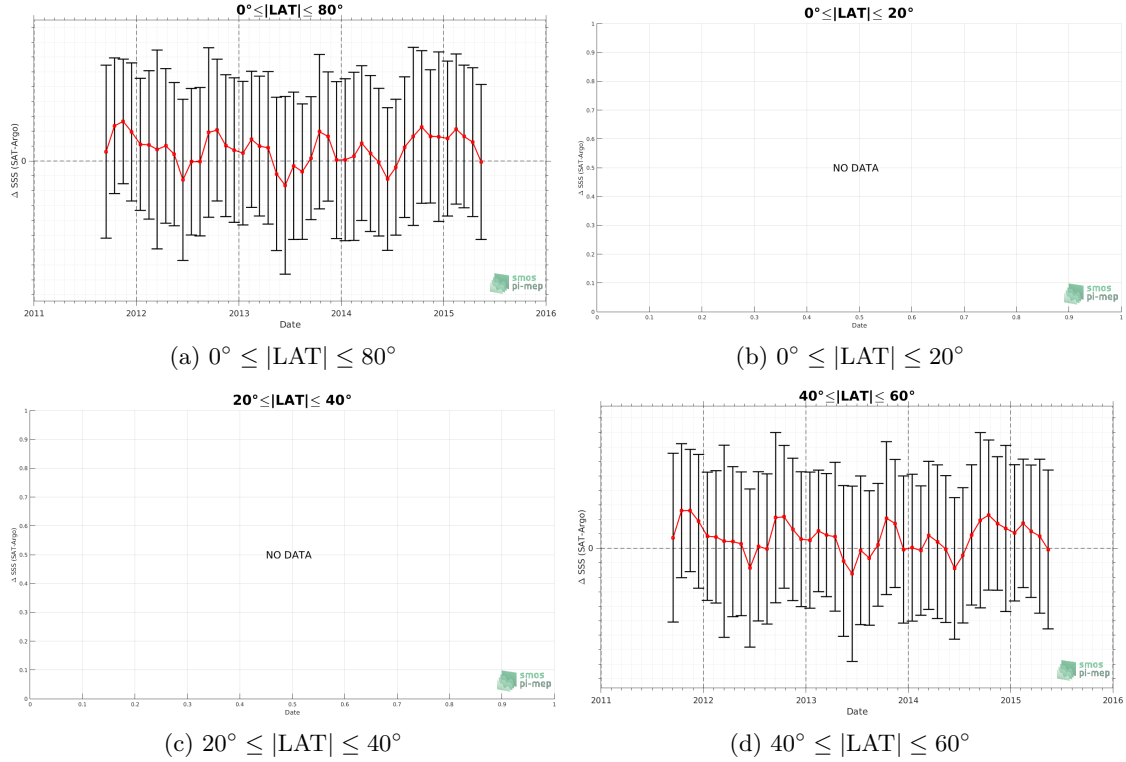 0°≤|LAT|≤ 80°
Δ SSS (SAT-Argo)
0
2011 2012 2013 2014 2015 2016
Date
smos
pi-mep
(a) 0° ≤ |LAT| ≤ 80°
0°≤|LAT|≤ 20°
Δ SSS (SAT-Argo)
1
0.9
0.8
0.7
0.6
0.5
0.4
0.3
0.2
0.1
0
NO DATA
0 0.1 0.2 0.3 0.4 0.5 0.6 0.7 0.8 0.9 1
Date
smos
pi-mep
(b) 0° ≤ |LAT| ≤ 20°
20°≤|LAT|≤ 40°
Δ SSS (SAT-Argo)
1
0.9
0.8
0.7
0.6
0.5
0.4
0.3
0.2
0.1
0
NO DATA
0 0.1 0.2 0.3 0.4 0.5 0.6 0.7 0.8 0.9 1
Date
smos
pi-mep
(c) 20° ≤ |LAT| ≤ 40°
40°≤|LAT|≤ 60°
Δ SSS (SAT-Argo)
0
2011 2012 2013 2014 2015 2016
Date
smos
pi-mep
(d) 40° ≤ |LAT| ≤ 60°